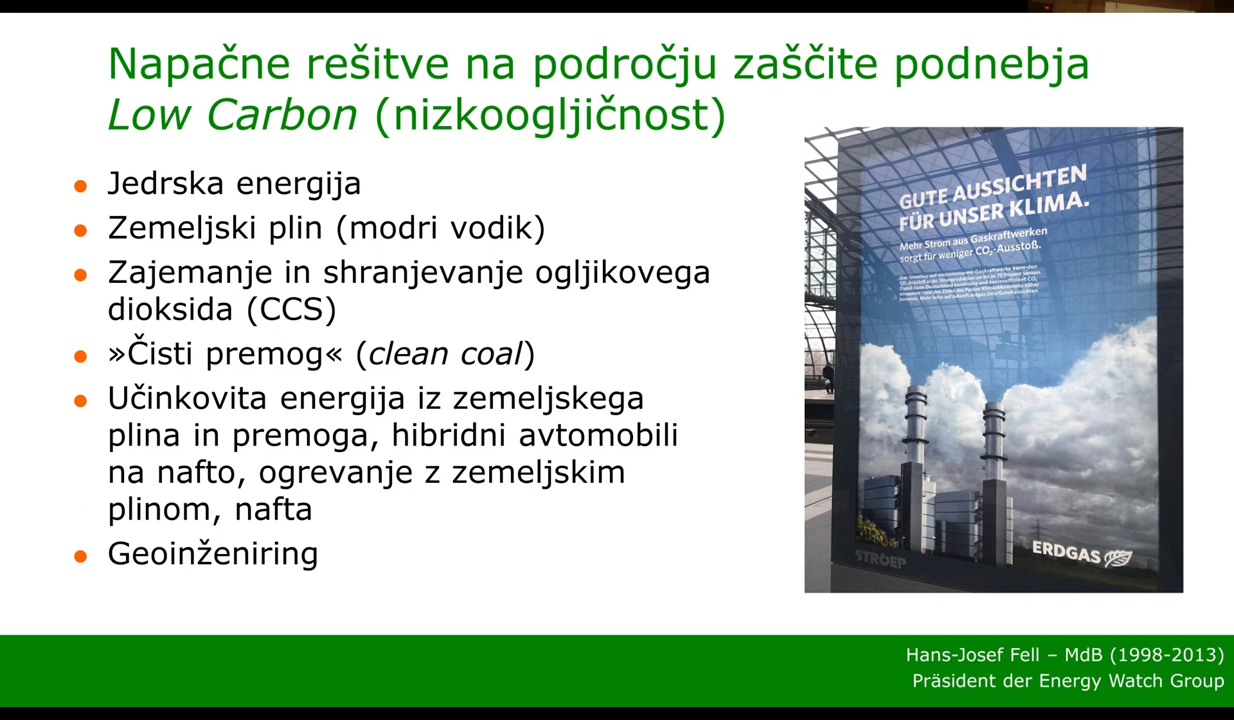 Napačne rešitve na področju zaščite podnebja
Low Carbon (nizkoogljičnost)
• Jedrska energija
• Zemeljski plin (modri vodik)
• Zajemanje in shranjevanje ogljikovega
dioksida (CCS)
• »Čisti premog« (clean coal)
• Učinkovita energija iz zemeljskega
plina in premoga, hibridni avtomobili
na nafto, ogrevanje z zemeljskim
plinom, nafta
• Geoinženiring
GUTE AUSSICHTEN
FÜR UNSER KLIMA.
Mehr Strom aus Gaskraftwerken
sorgt für weniger CO₂-Ausstoß.
ERDGAS
STRÖER
Hans-Josef Fell – MdB (1998-2013)
Präsident der Energy Watch Group